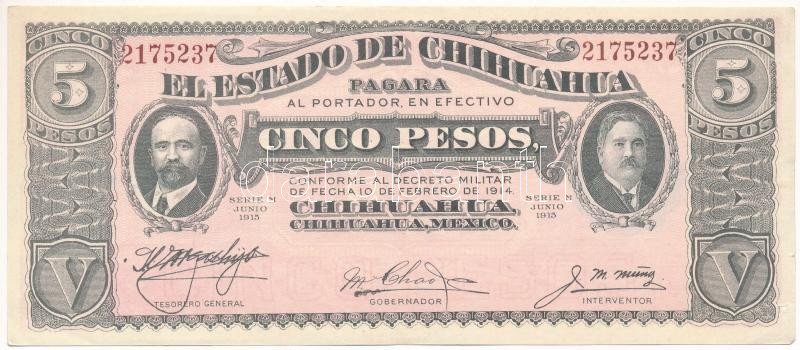 CINCO
5
PESOS
2175237
EL ESTADO DE CHIHUAHUA
2175237
CINCO
5
PESOS
PAGARA
AL PORTADOR, EN EFECTIVO
CINCO PESOS
CONFORME AL DECRETO MILITAR
DE FECHA 10 DE FEBRERO DE 1914.
SERIE M
JUNIO
1915
CHIHUAHUA,
CHIHUAHUA, MEXICO.
SERIE M
JUNIO
1915
V
TESORERO GENERAL
M. Chao
GOBERNADOR
J. M. Muñoz
INTERVENTOR
V